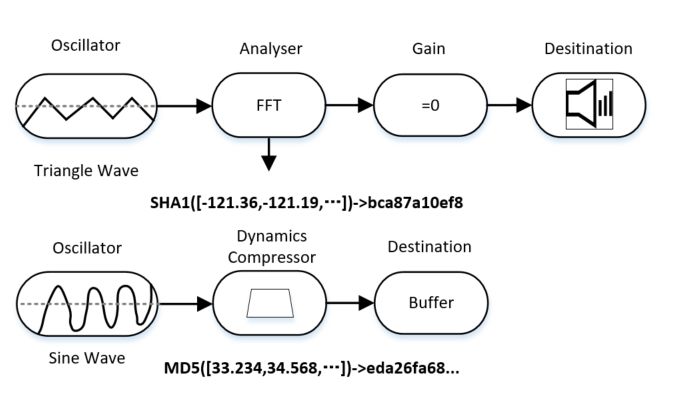 Oscillator
Analyser
Gain
Desitination
FFT
=0
Triangle Wave
SHA1([-121.36,-121.19,···])->bca87a10ef8
Oscillator
Dynamics
Compressor
Destination
Buffer
Sine Wave
MD5([33.234,34.568,···])->eda26fa68...